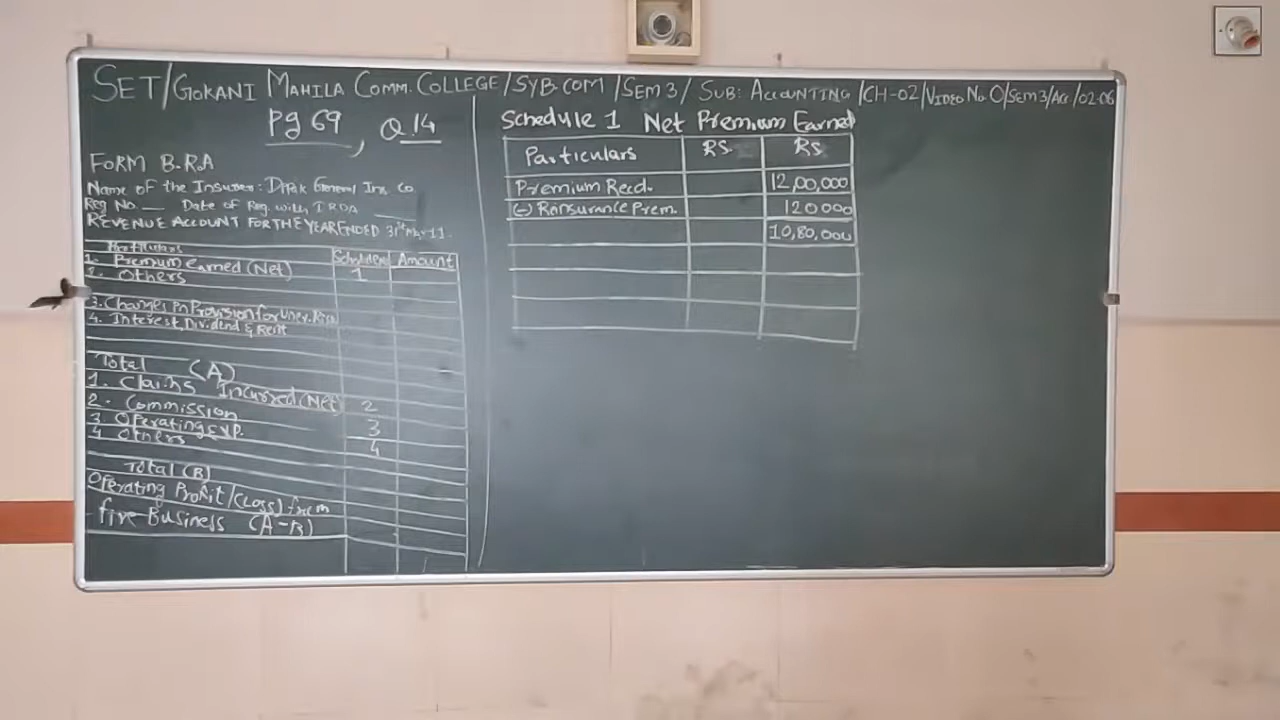 SET/GOKANI MAHILA COMM. COLLEGE/SYB.COM/SEM 3/SUB: ACCOUNTING/CH-02/VIDEO NO. 0/SEM3/Acc/02-06
Pg 69, Q.14
FORM B-RA
Name of the Insurer: Dipak General Ins. Co
Reg No. __ Date of Reg. with IRDA ____
REVENUE ACCOUNT FOR THE YEAR ENDED 31st Mar-11.
Particulars Schedule Amount
1. Premium earned (Net) 1
2. Others
3. Changes in Provision for Unex. Risk
4. Interest, Dividend & Rent
Total (A)
1. Claims Incurred (Net) 2
2. Commission 3
3. Operating Exp. 4
4 Others
Total (B)
Operating Profit/(Loss) from
fire Business (A-B)
Schedule 1 Net Premium Earned
Particulars RS. RS
Premium Recd. 12,00,000
(-) Reinsurance Prem. 120000
10,80,000